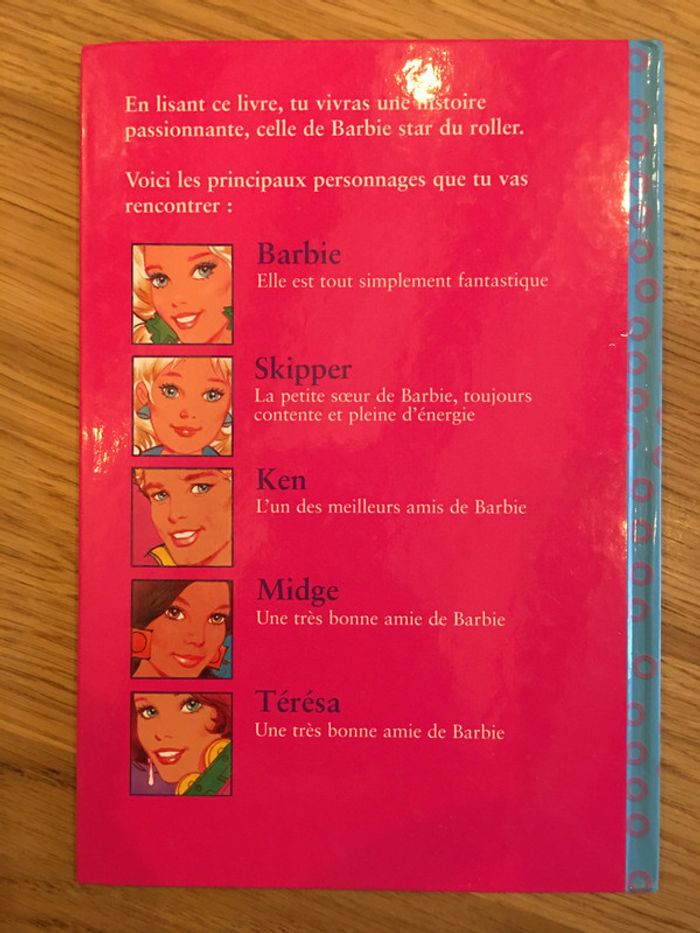 En lisant ce livre, tu vivras une histoire
passionnante, celle de Barbie star du roller.
Voici les principaux personnages que tu vas
rencontrer :
Barbie
Elle est tout simplement fantastique
Skipper
La petite sœur de Barbie, toujours
contente et pleine d'énergie
Ken
L'un des meilleurs amis de Barbie
Midge
Une très bonne amie de Barbie
Térésa
Une très bonne amie de Barbie